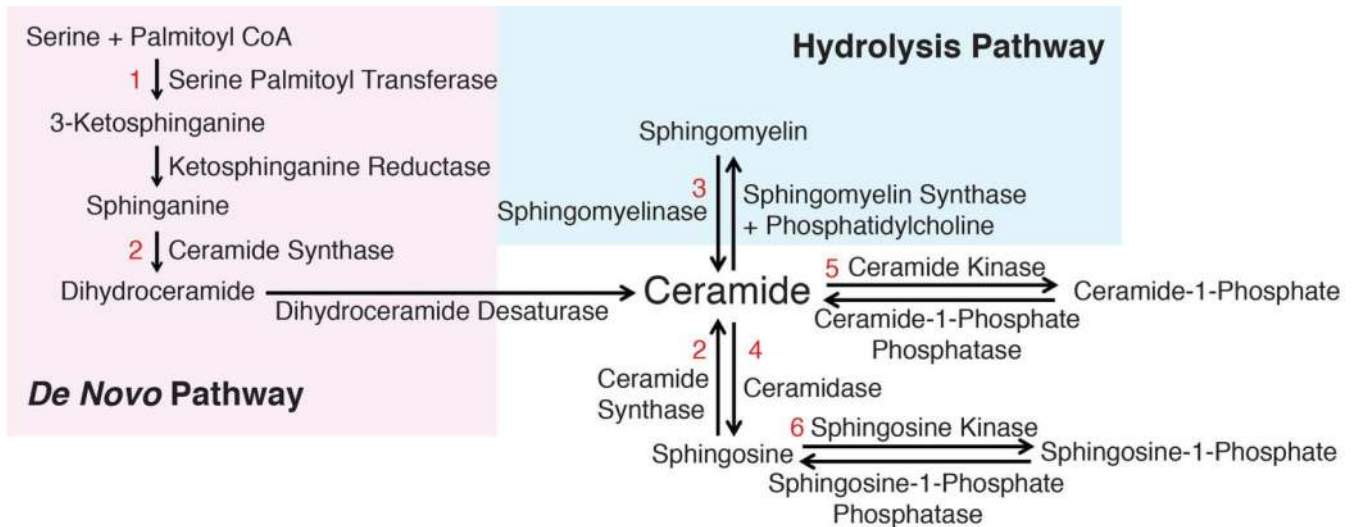 Serine + Palmitoyl CoA
1 Serine Palmitoyl Transferase
3-Ketosphinganine
Ketosphinganine Reductase
Sphinganine
2 Ceramide Synthase
Dihydroceramide
Dihydroceramide Desaturase
De Novo Pathway
Hydrolysis Pathway
Sphingomyelin
3
Sphingomyelinase
Sphingomyelin Synthase
+ Phosphatidylcholine
Ceramide
5 Ceramide Kinase
Ceramide-1-Phosphate
Ceramide-1-Phosphate
Phosphatase
2
Ceramide
Synthase
4
Ceramidase
Sphingosine
6 Sphingosine Kinase
Sphingosine-1-Phosphate
Sphingosine-1-Phosphate
Phosphatase